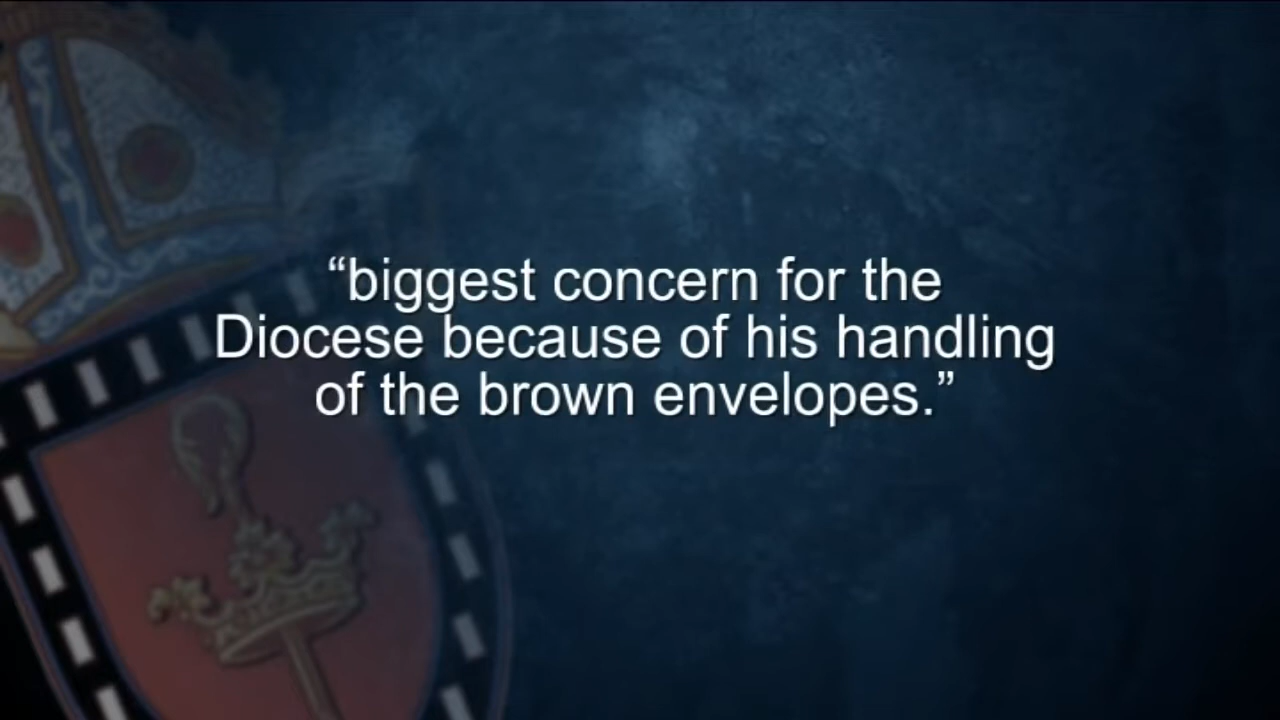 “biggest concern for the
Diocese because of his handling
of the brown envelopes.”